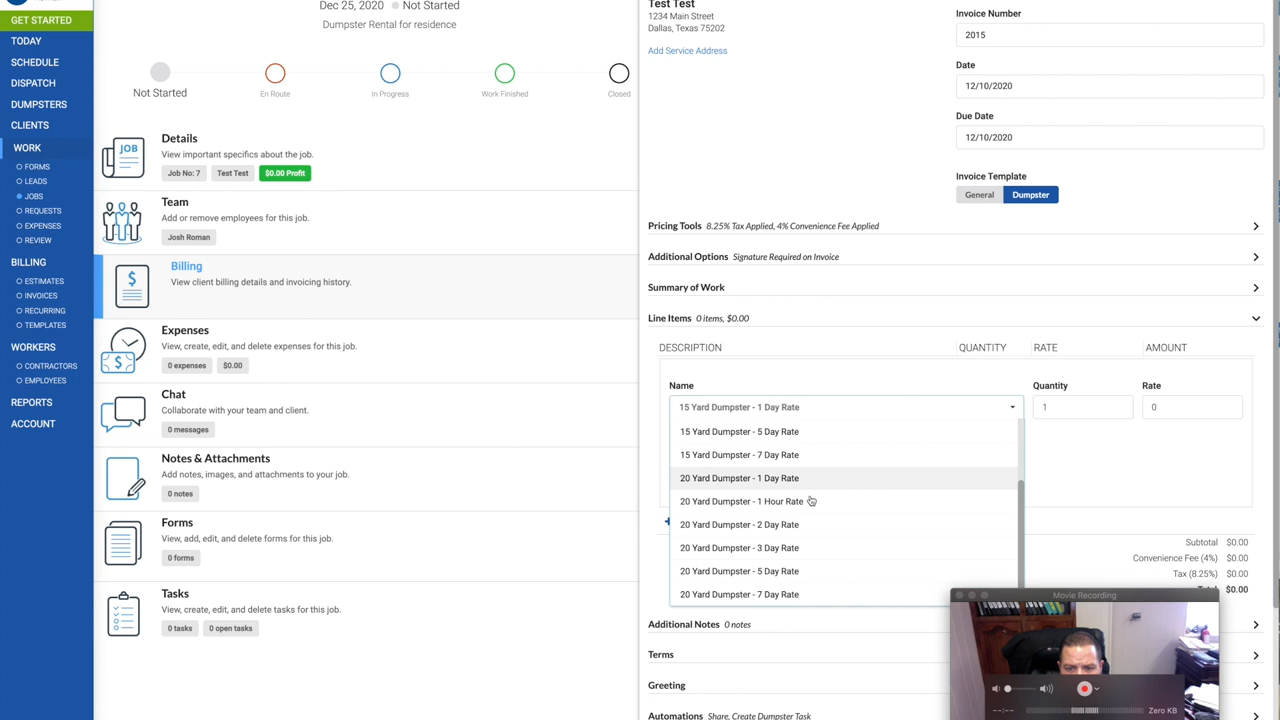 GET STARTED
TODAY
SCHEDULE
DISPATCH
DUMPSTERS
CLIENTS
WORK
FORMS
LEADS
JOBS
REQUESTS
EXPENSES
REVIEW
BILLING
ESTIMATES
INVOICES
RECURRING
TEMPLATES
WORKERS
CONTRACTORS
EMPLOYEES
REPORTS
ACCOUNT
Dec 25, 2020 Not Started
Dumpster Rental for residence
Not Started
En Route
In Progress
Work Finished
Closed
JOB
Details
View important specifics about the job.
Job No: 7 Test Test $0.00 Profit
Team
Add or remove employees for this job.
Josh Roman
$
Billing
View client billing details and invoicing history.
$
Expenses
View, create, edit, and delete expenses for this job.
0 expenses $0.00
Chat
Collaborate with your team and client.
0 messages
Notes & Attachments
Add notes, images, and attachments to your job.
0 notes
Forms
View, add, edit, and delete forms for this job.
0 forms
Tasks
View, create, edit, and delete tasks for this job.
0 tasks 0 open tasks
Test Test
1234 Main Street
Dallas, Texas 75202
Add Service Address
Invoice Number
2015
Date
12/10/2020
Due Date
12/10/2020
Invoice Template
General Dumpster
Pricing Tools 8.25% Tax Applied, 4% Convenience Fee Applied
Additional Options Signature Required on Invoice
Summary of Work
Line Items 0 items, $0.00
DESCRIPTION QUANTITY RATE AMOUNT
Name Quantity Rate
15 Yard Dumpster - 1 Day Rate 1 0
15 Yard Dumpster - 5 Day Rate
15 Yard Dumpster - 7 Day Rate
20 Yard Dumpster - 1 Day Rate
20 Yard Dumpster - 1 Hour Rate
20 Yard Dumpster - 2 Day Rate
20 Yard Dumpster - 3 Day Rate
20 Yard Dumpster - 5 Day Rate
20 Yard Dumpster - 7 Day Rate
Subtotal $0.00
Convenience Fee (4%) $0.00
Tax (8.25%) $0.00
Total $0.00
Movie Recording
--:-- Zero KB
Additional Notes 0 notes
Terms
Greeting
Automations Share, Create Dumpster Task